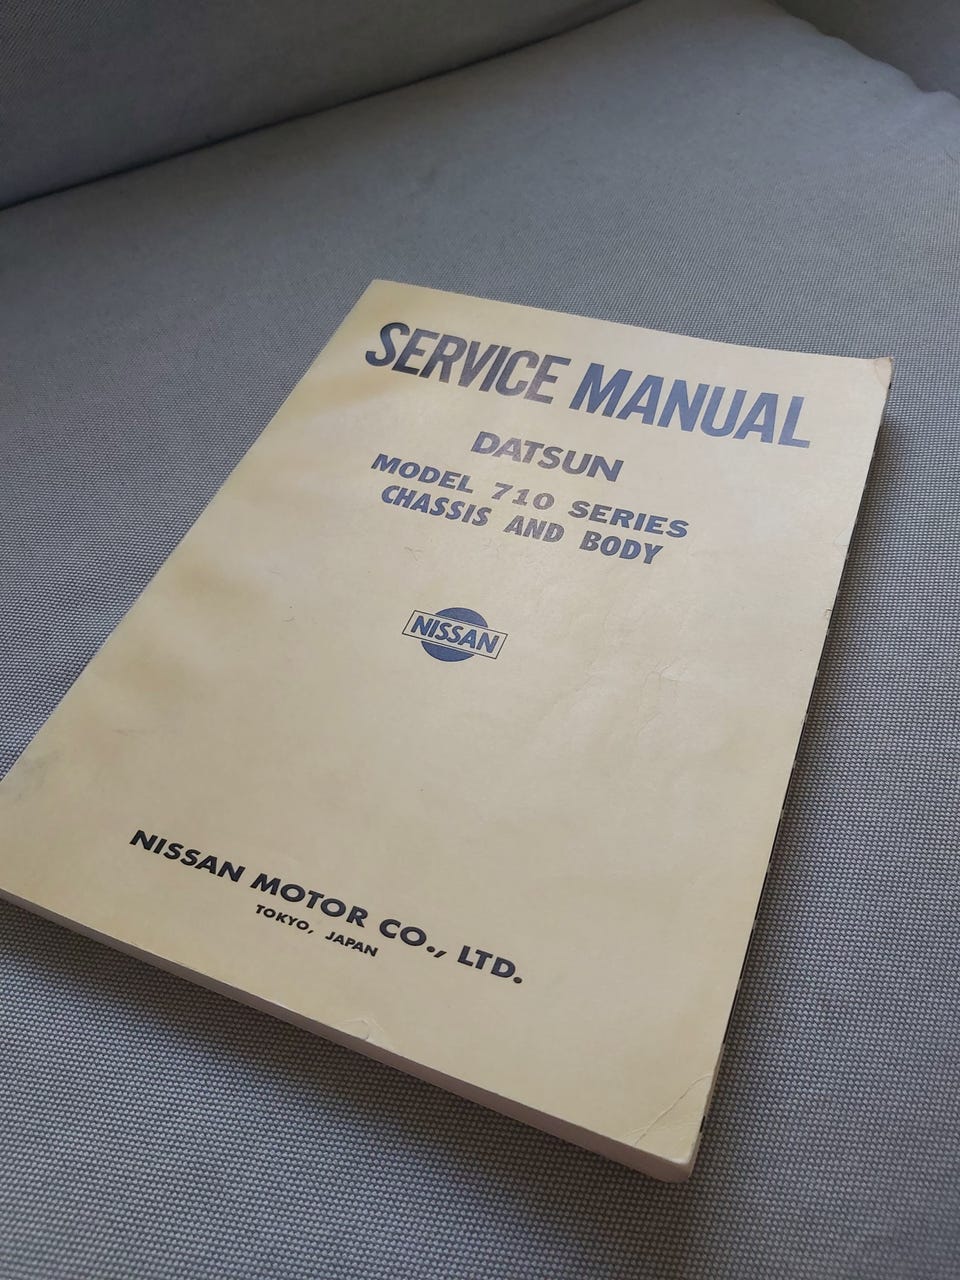 SERVICE MANUAL
DATSUN
MODEL 710 SERIES
CHASSIS AND BODY
NISSAN
NISSAN MOTOR CO., LTD.
TOKYO, JAPAN